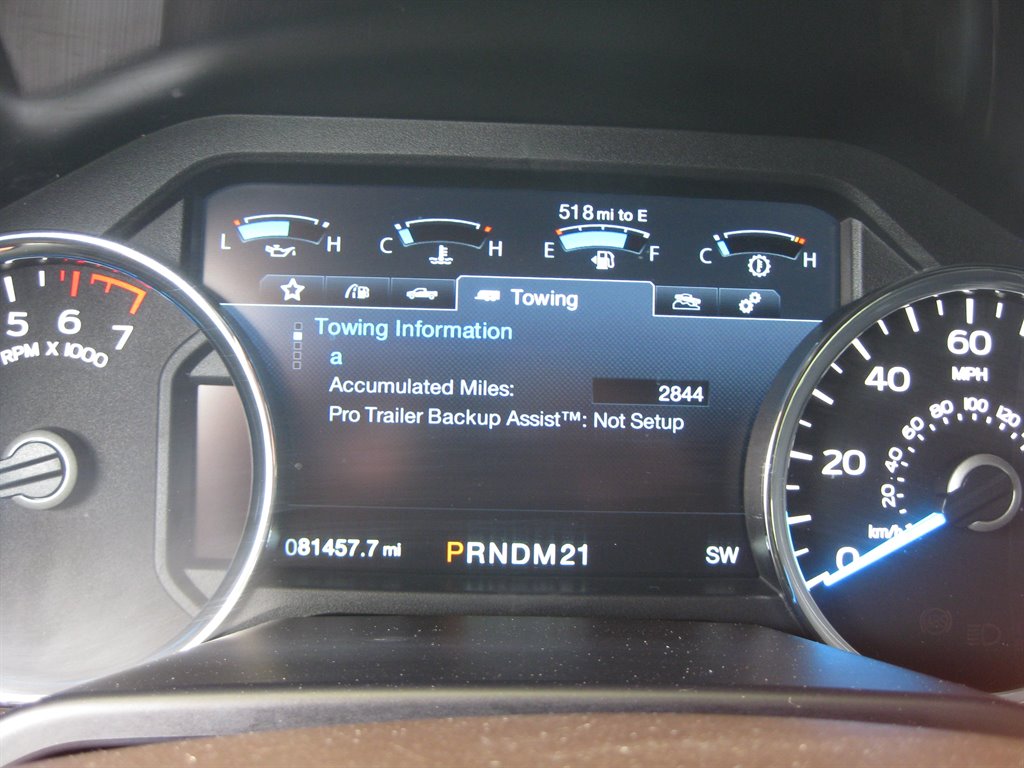 518 mi to E
L H C H E F C H
Towing
Towing Information
a
Accumulated Miles: 2844
Pro Trailer Backup Assist™: Not Setup
081457.7 mi PRNDM21 SW
5 6 7
RPM X 1000
0 20 40 60
MPH
20 40 60 80 100 120
km/h